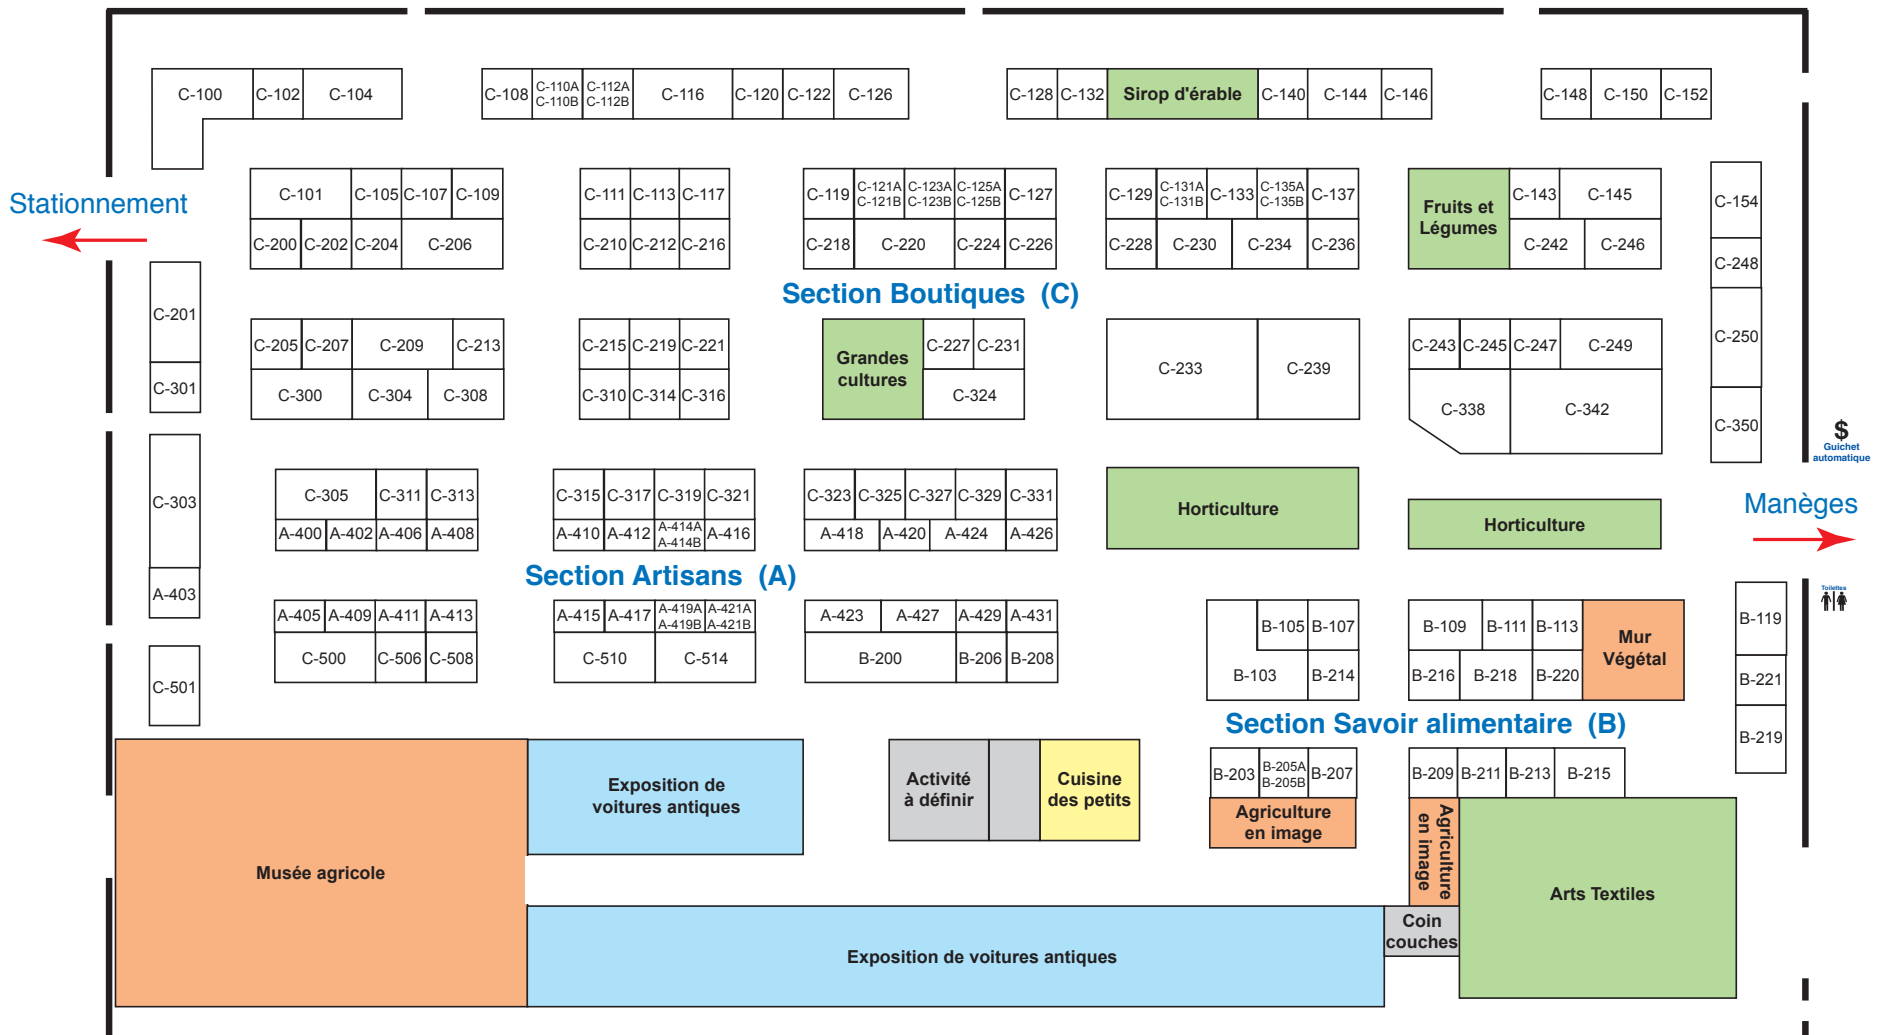 C-100
C-102
C-104
C-108
C-110A
C-110B
C-112A
C-112B
C-116
C-120
C-122
C-126
C-128
C-132
Sirop d'érable
C-140
C-144
C-146
C-148
C-150
C-152
C-101
C-105
C-107
C-109
C-111
C-113
C-117
C-119
C-121A
C-121B
C-123A
C-123B
C-125A
C-125B
C-127
C-129
C-131A
C-131B
C-133
C-135A
C-135B
C-137
Fruits et
Légumes
C-143
C-145
C-154
Stationnement
C-200
C-202
C-204
C-206
C-210
C-212
C-216
C-218
C-220
C-224
C-226
C-228
C-230
C-234
C-236
C-242
C-246
C-248
Section Boutiques (C)
C-201
C-250
C-205
C-207
C-209
C-213
C-215
C-219
C-221
Grandes
cultures
C-227
C-231
C-233
C-239
C-243
C-245
C-247
C-249
C-301
C-300
C-304
C-308
C-310
C-314
C-316
C-324
C-338
C-342
C-350
$
Guichet
automatique
C-303
C-305
C-311
C-313
C-315
C-317
C-319
C-321
C-323
C-325
C-327
C-329
C-331
Horticulture
Horticulture
Manèges
A-400
A-402
A-406
A-408
A-410
A-412
A-414A
A-414B
A-416
A-418
A-420
A-424
A-426
Section Artisans (A)
A-403
Toilettes
A-405
A-409
A-411
A-413
A-415
A-417
A-419A
A-419B
A-421A
A-421B
A-423
A-427
A-429
A-431
B-105
B-107
B-109
B-111
B-113
Mur
Végétal
B-119
C-501
C-500
C-506
C-508
C-510
C-514
B-200
B-206
B-208
B-103
B-214
B-216
B-218
B-220
B-221
Section Savoir alimentaire (B)
B-219
Musée agricole
Exposition de
voitures antiques
Activité
à définir
Cuisine
des petits
B-203
B-205A
B-205B
B-207
B-209
B-211
B-213
B-215
Agriculture
en image
Agriculture
en image
Arts Textiles
Coin
couches
Exposition de voitures antiques